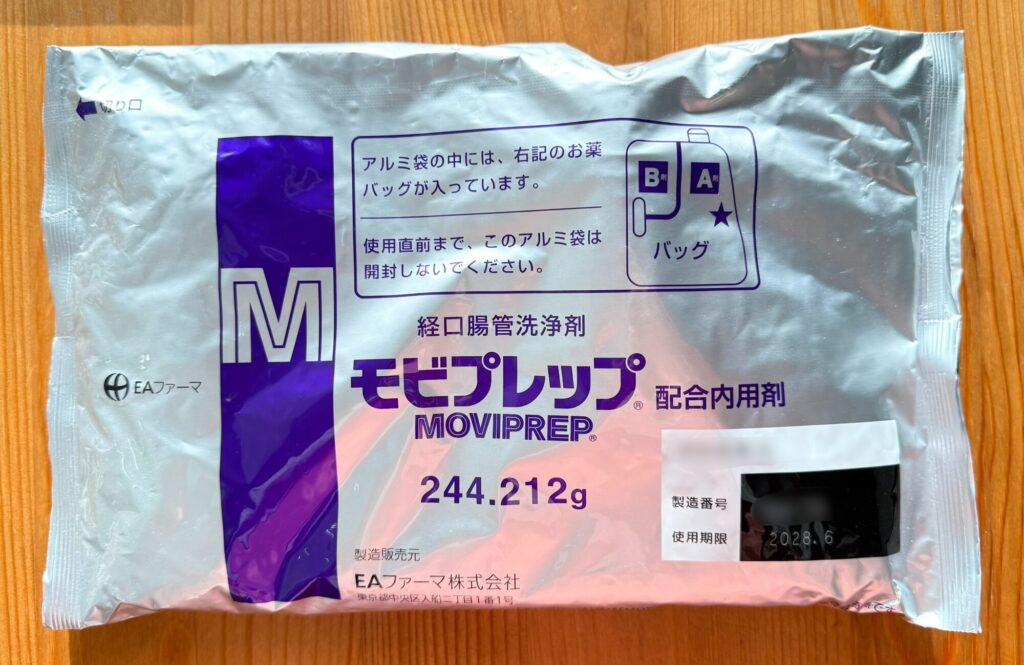 切り口
アルミ袋の中には、右記のお薬
バッグが入っています。
使用直前まで、このアルミ袋は
開封しないでください。
B剤 A剤
バッグ
M
経口腸管洗浄剤
モビプレップ® 配合内用剤
MOVIPREP®
244.212g
EAファーマ
製造番号
使用期限 2028.6
製造販売元
EAファーマ株式会社
東京都中央区入船二丁目1番1号